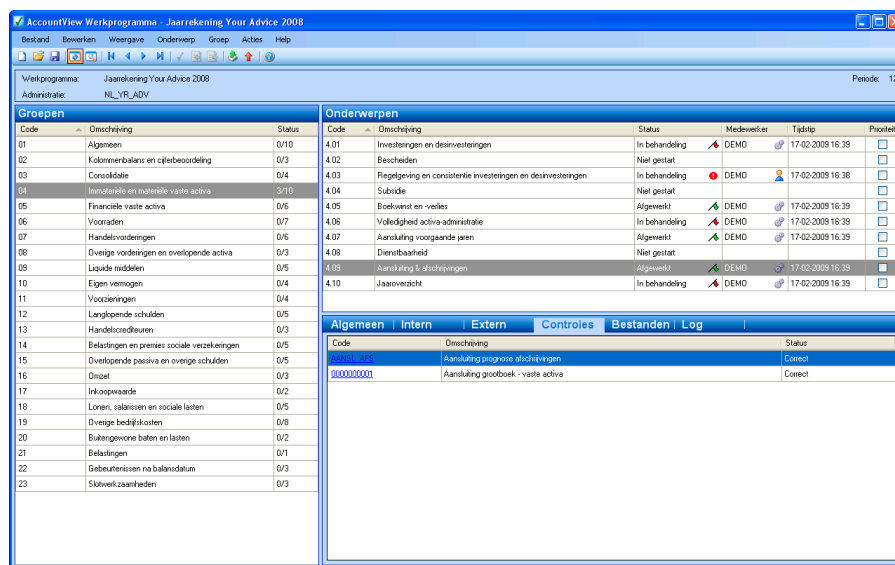 AccountView Werkprogramma - Jaarrekening Your Advice 2008
Bestand Bewerken Weergave Onderwerp Groep Acties Help
Werkprogramma: Jaarrekening Your Advice 2008 Periode: 12
Administratie: NL_YR_ADV
Groepen
Code Omschrijving Status
01 Algemeen 0/10
02 Kolommenbalans en cijferbeoordeling 0/3
03 Consolidatie 0/4
04 Immateriële en materiële vaste activa 3/10
05 Financiële vaste activa 0/6
06 Voorraden 0/7
07 Handelsvorderingen 0/6
08 Overige vorderingen en overlopende activa 0/3
09 Liquide middelen 0/5
10 Eigen vermogen 0/4
11 Voorzieningen 0/4
12 Langlopende schulden 0/5
13 Handelscrediteuren 0/3
14 Belastingen en premies sociale verzekeringen 0/5
15 Overlopende passiva en overige schulden 0/5
16 Omzet 0/3
17 Inkoopwaarde 0/2
18 Lonen, salarissen en sociale lasten 0/5
19 Overige bedrijfskosten 0/8
20 Buitengewone baten en lasten 0/2
21 Belastingen 0/1
22 Gebeurtenissen na balansdatum 0/3
23 Slotwerkzaamheden 0/3
Onderwerpen
Code Omschrijving Status Medewerker Tijdstip Prioriteit
4.01 Investeringen en desinvesteringen In behandeling DEMO 17-02-2009 16:39
4.02 Bescheiden Niet gestart
4.03 Regelgeving en consistentie investeringen en desinvesteringen In behandeling DEMO 17-02-2009 16:38
4.04 Subsidie Niet gestart
4.05 Boekwinst en -verlies Afgewerkt DEMO 17-02-2009 16:39
4.06 Volledigheid activa-administratie In behandeling DEMO 17-02-2009 16:39
4.07 Aansluiting voorgaande jaren Afgewerkt DEMO 17-02-2009 16:39
4.08 Dienstbaarheid Niet gestart
4.09 Aansluiting & afschrijvingen Afgewerkt DEMO 17-02-2009 16:39
4.10 Jaaroverzicht In behandeling DEMO 17-02-2009 16:39
Algemeen Intern Extern Controles Bestanden Log
Code Omschrijving Status
AANSL_AFS Aansluiting prognose afschrijvingen Correct
0000000001 Aansluiting grootboek - vaste activa Correct